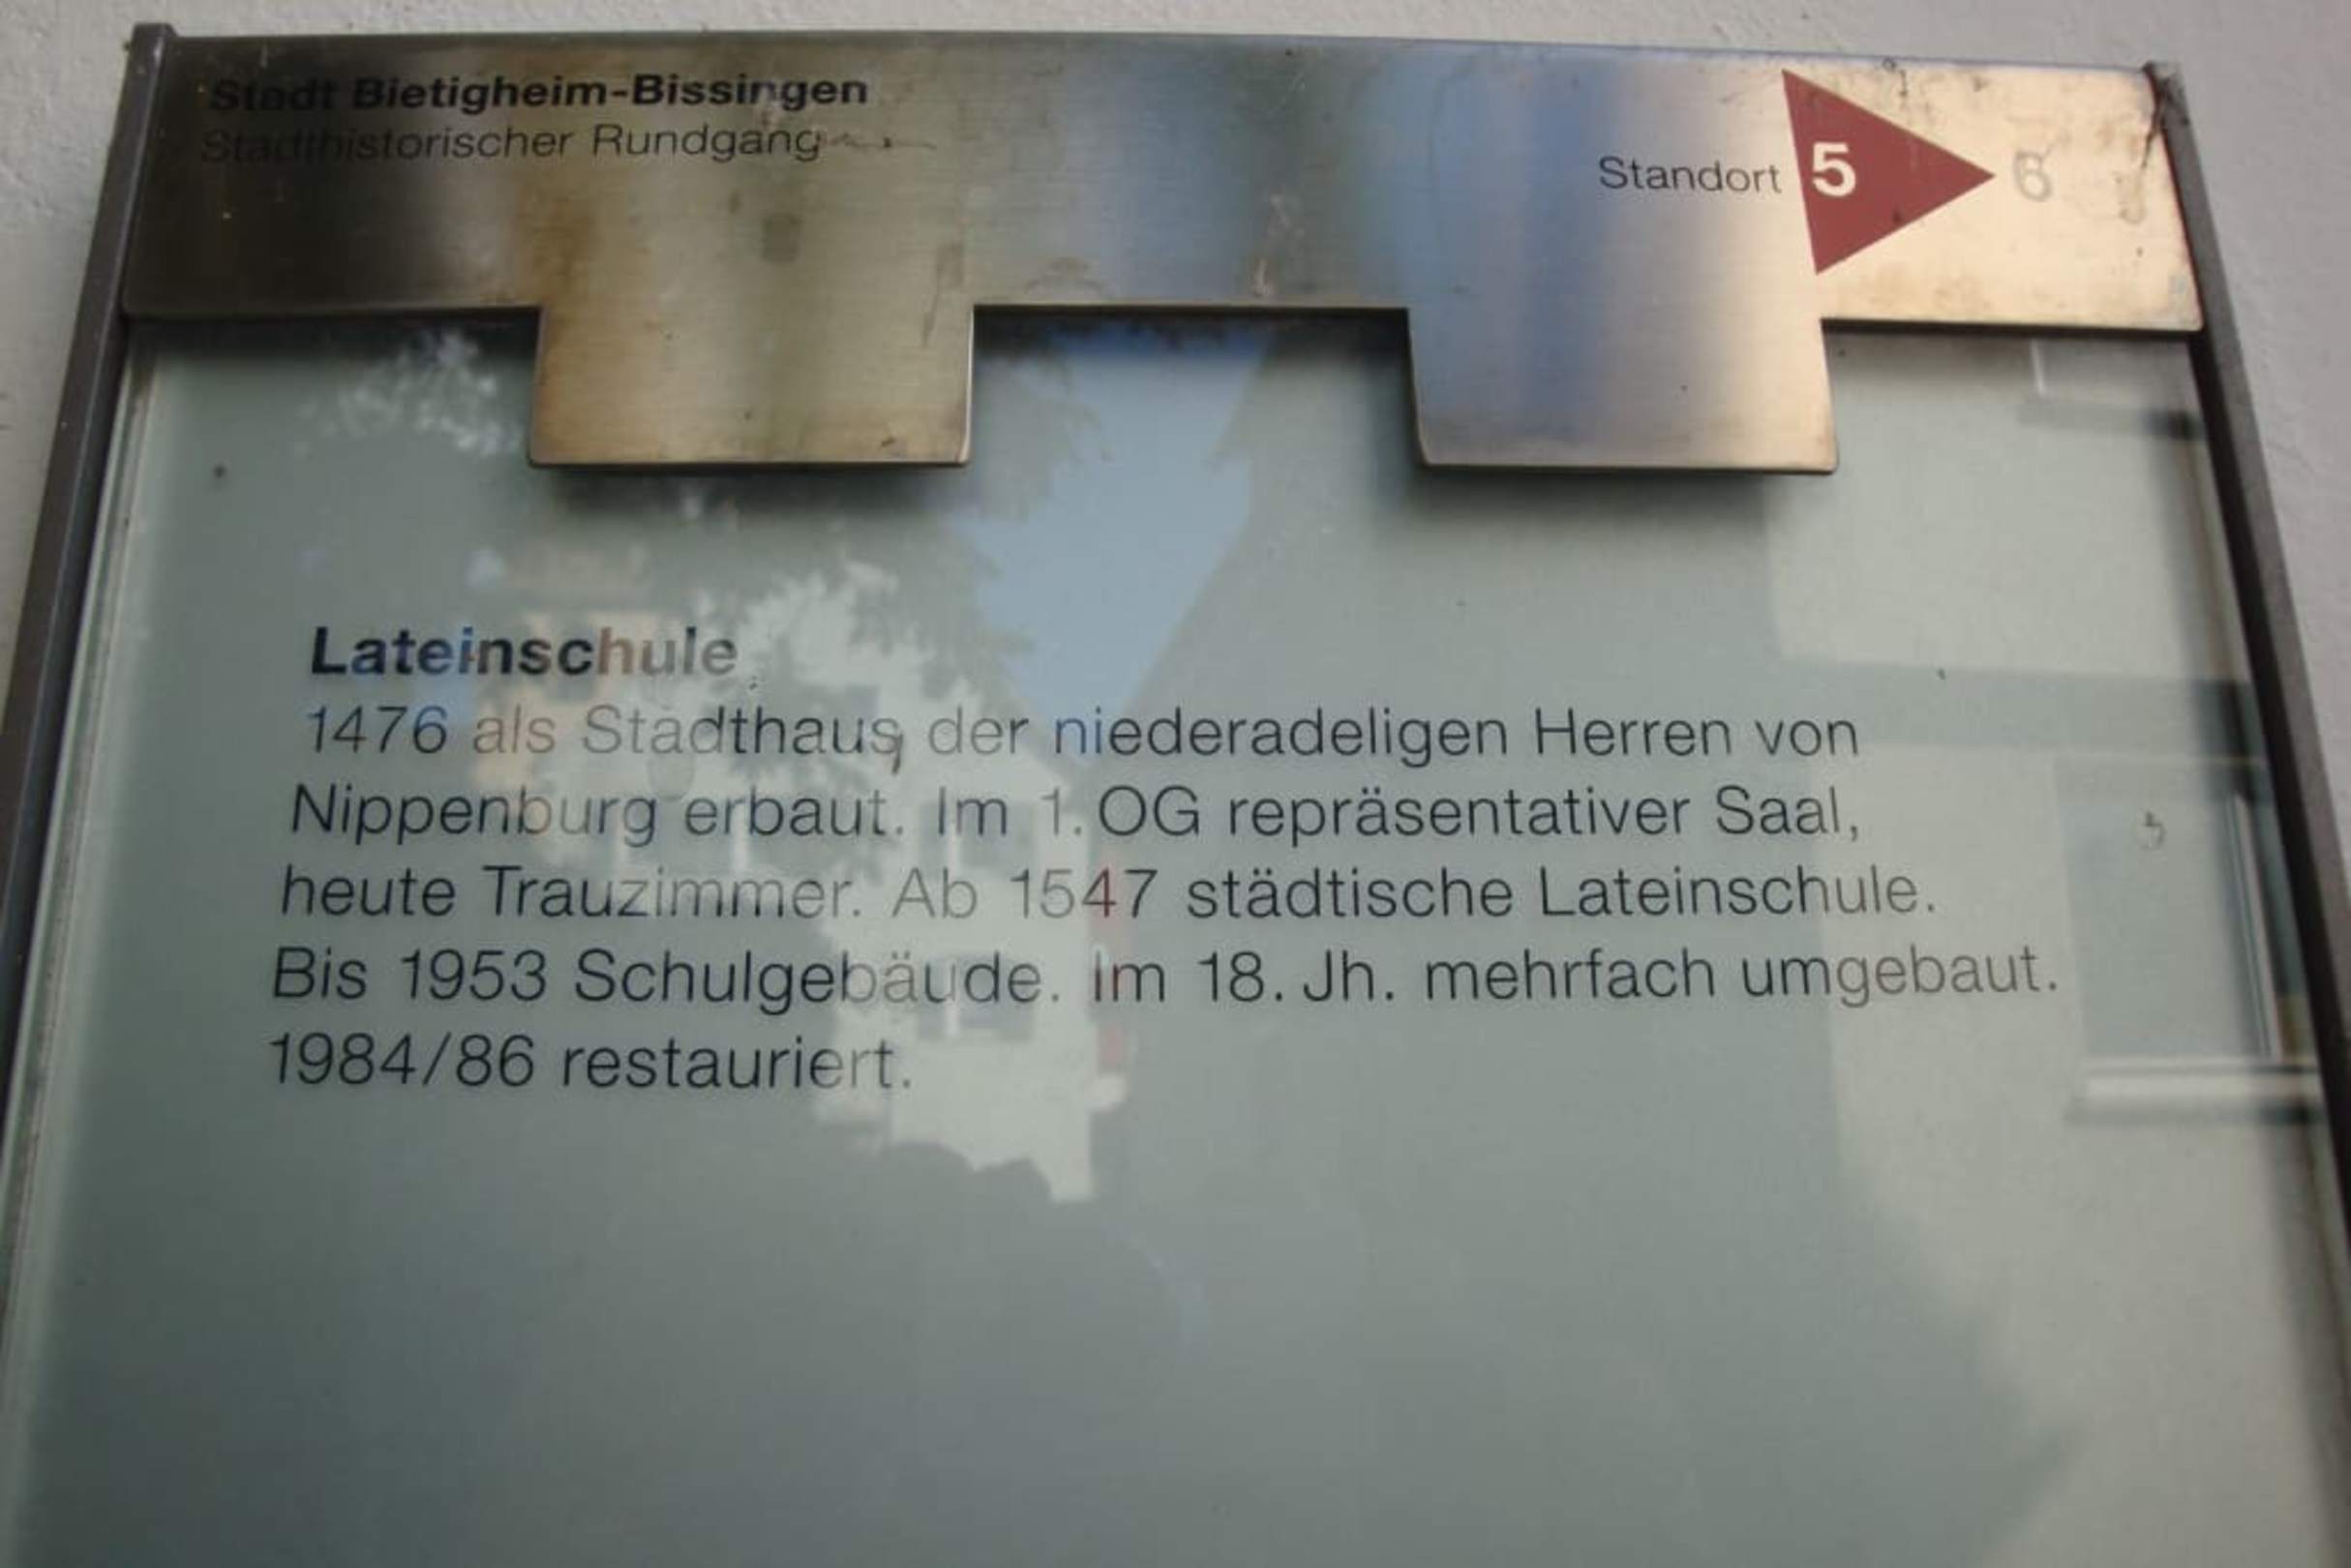 Stadt Bietigheim-Bissingen
Stadthistorischer Rundgang
Standort 5 6
Lateinschule
1476 als Stadthaus der niederadeligen Herren von
Nippenburg erbaut. Im 1. OG repräsentativer Saal,
heute Trauzimmer. Ab 1547 städtische Lateinschule.
Bis 1953 Schulgebäude. Im 18. Jh. mehrfach umgebaut.
1984/86 restauriert.